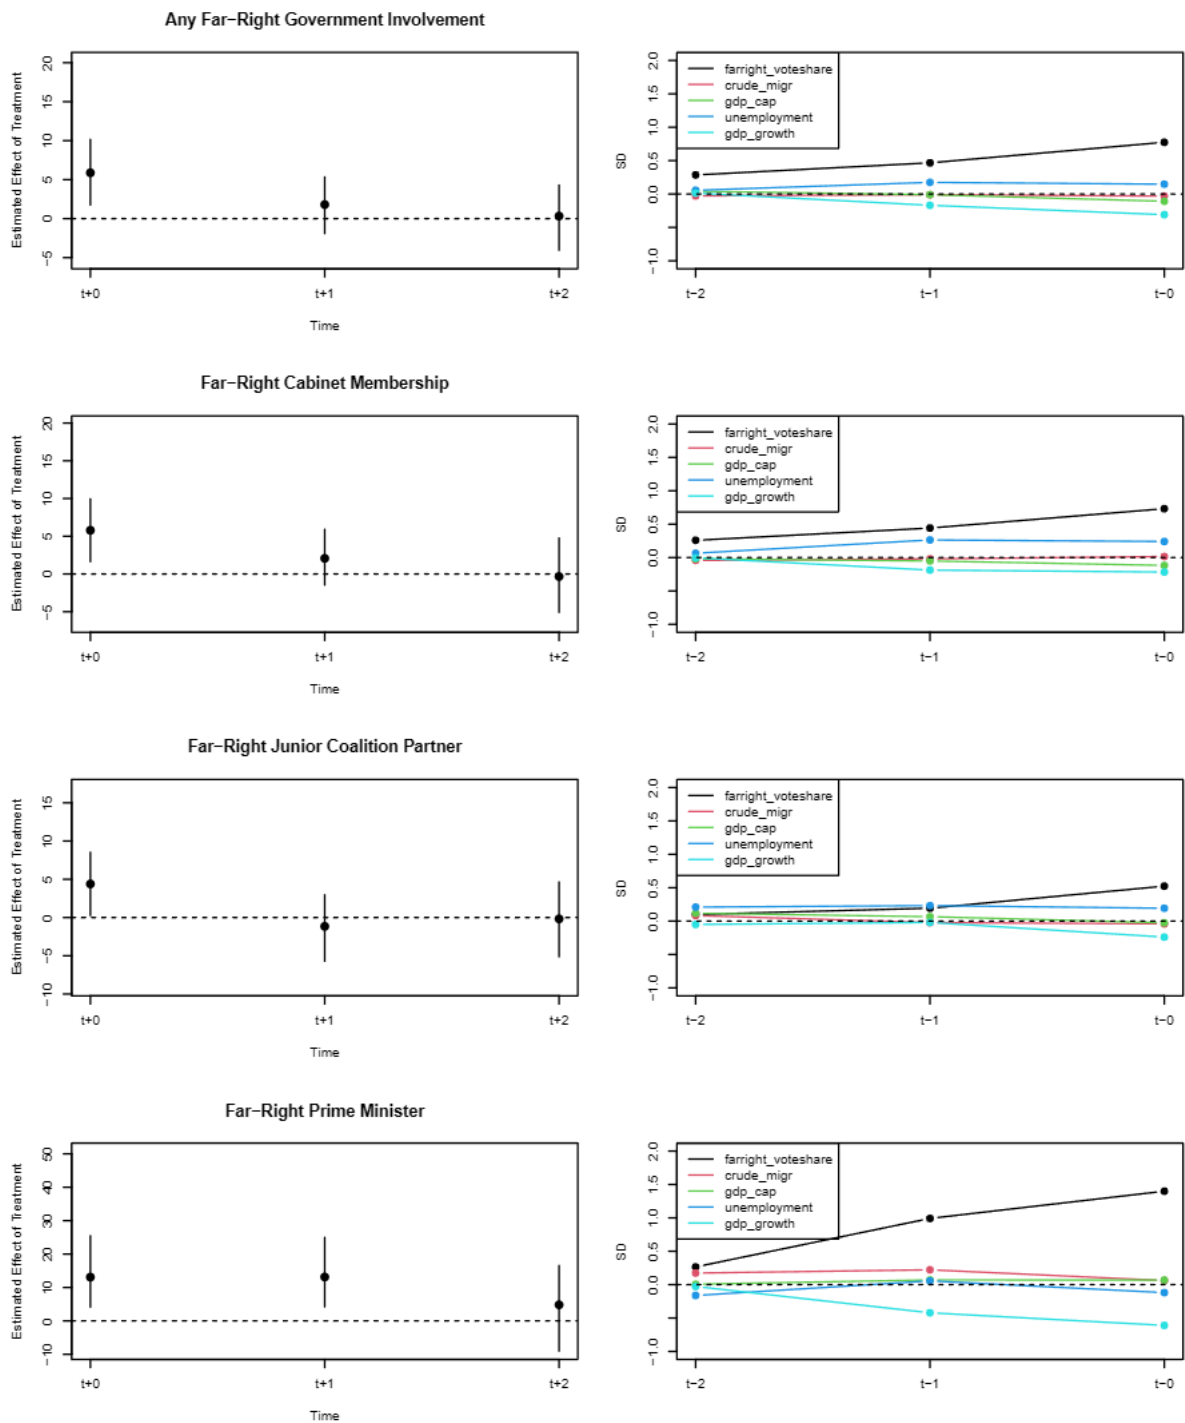 Any Far−Right Government Involvement
Estimated Effect of Treatment
20
15
10
5
0
−5
t+0
t+1
t+2
Time
SD
2.0
1.5
1.0
0.5
0.0
−1.0
farright_voteshare
crude_migr
gdp_cap
unemployment
gdp_growth
t−2
t−1
t−0
Far−Right Cabinet Membership
Estimated Effect of Treatment
20
15
10
5
0
−5
t+0
t+1
t+2
Time
SD
2.0
1.5
1.0
0.5
0.0
−1.0
farright_voteshare
crude_migr
gdp_cap
unemployment
gdp_growth
t−2
t−1
t−0
Far−Right Junior Coalition Partner
Estimated Effect of Treatment
15
10
5
0
−5
−10
t+0
t+1
t+2
Time
SD
2.0
1.5
1.0
0.5
0.0
−1.0
farright_voteshare
crude_migr
gdp_cap
unemployment
gdp_growth
t−2
t−1
t−0
Far−Right Prime Minister
Estimated Effect of Treatment
50
40
30
20
10
0
−10
t+0
t+1
t+2
Time
SD
2.0
1.5
1.0
0.5
0.0
−1.0
farright_voteshare
crude_migr
gdp_cap
unemployment
gdp_growth
t−2
t−1
t−0